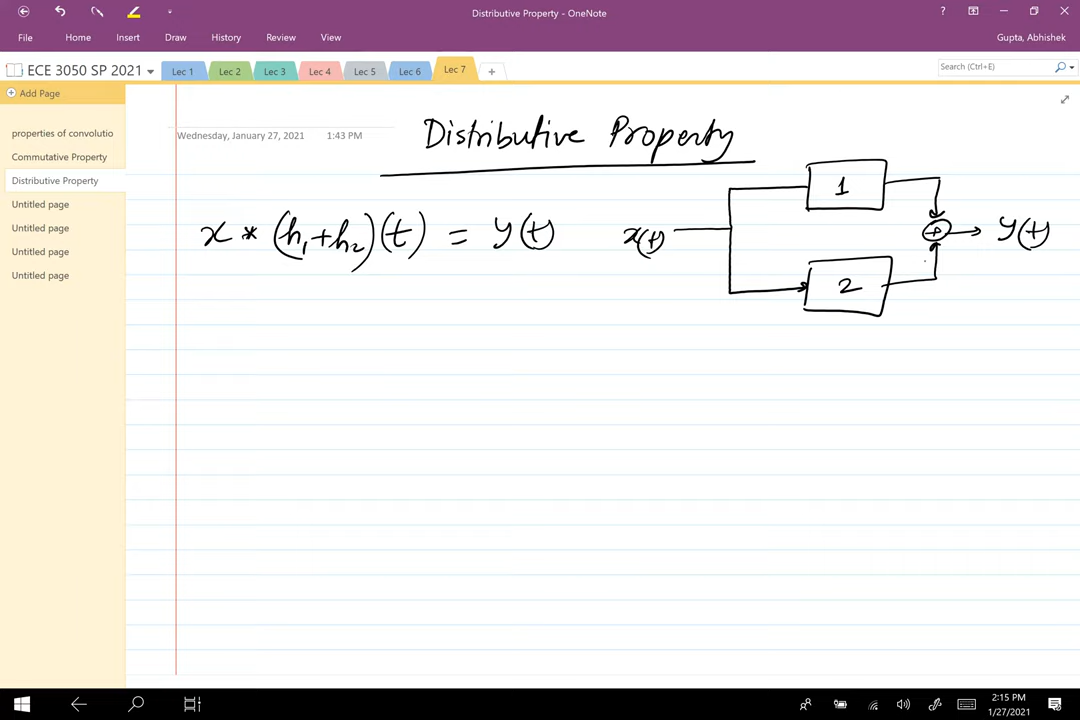 Distributive Property - OneNote
?
File Home Insert Draw History Review View
Gupta, Abhishek
ECE 3050 SP 2021
Lec 1 Lec 2 Lec 3 Lec 4 Lec 5 Lec 6 Lec 7 +
Search (Ctrl+E)
Add Page
properties of convolutio
Commutative Property
Distributive Property
Untitled page
Untitled page
Untitled page
Untitled page
Wednesday, January 27, 2021 1:43 PM
Distributive Property
x * (h₁+h₂)(t) = y(t)
x(t)
1
2
+
y(t)
2:15 PM
1/27/2021